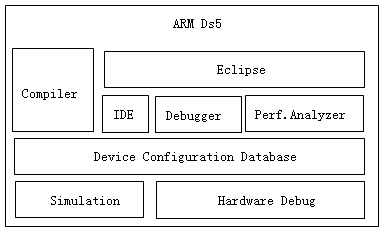 ARM Ds5
Eclipse
Compiler
IDE
Debugger
Perf.Analyzer
Device Configuration Database
Simulation
Hardware Debug